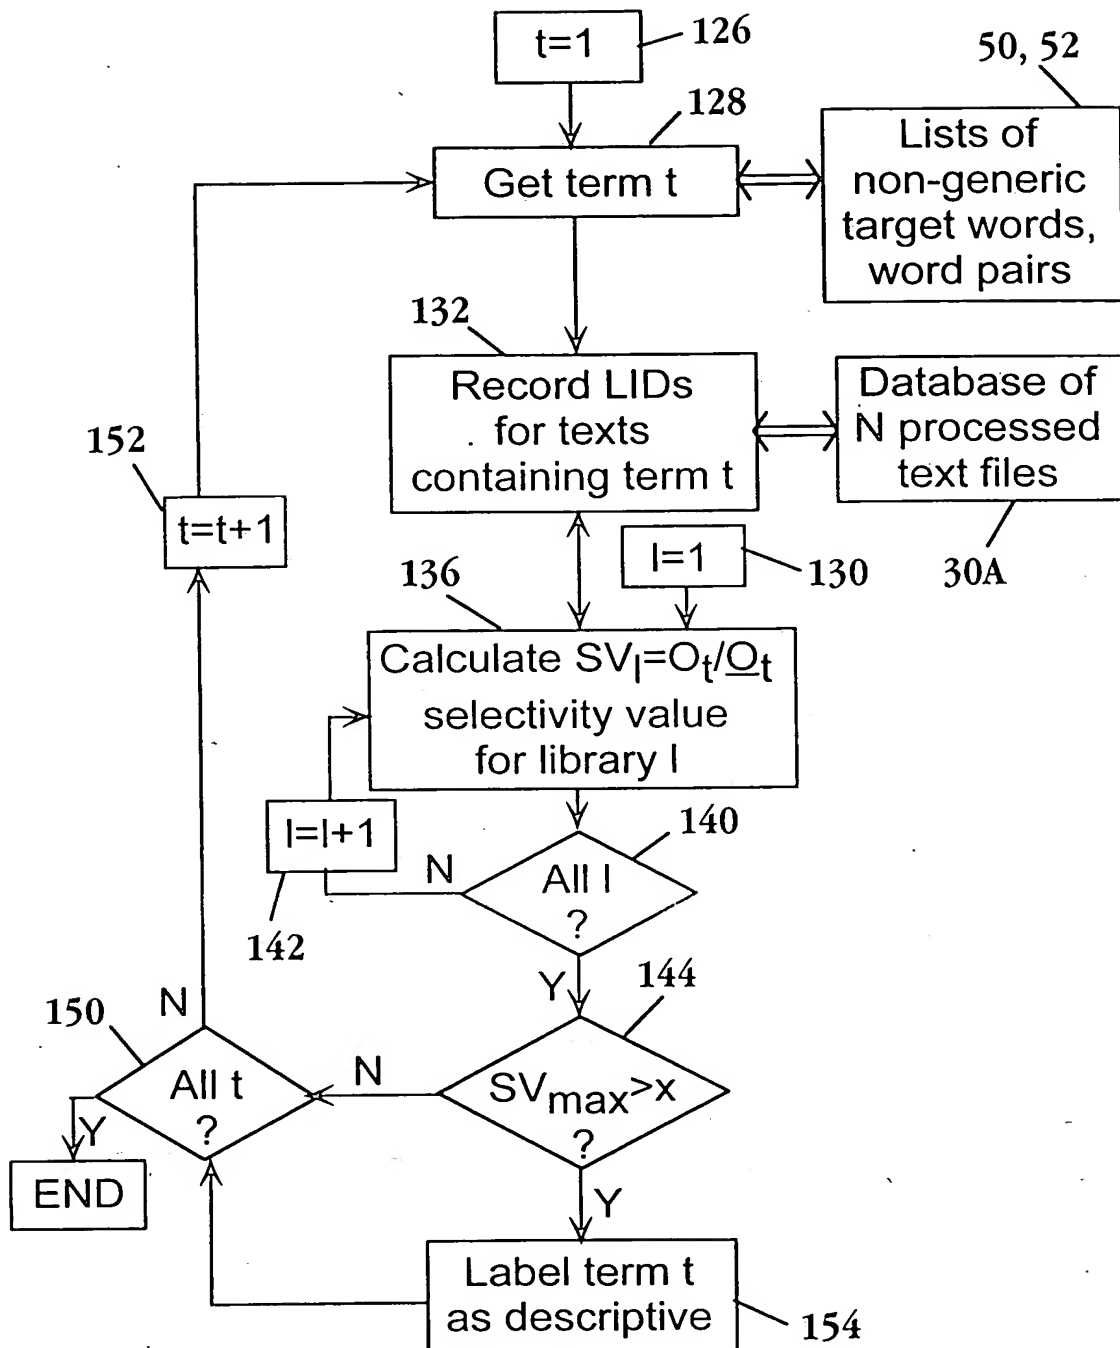 t=1
126
50, 52
128
Get term t
Lists of
non-generic
target words,
word pairs
132
Record LIDs
for texts
containing term t
Database of
N processed
text files
152
t=t+1
l=1
130
30A
136
Calculate SVl=Ot/Ot
selectivity value
for library l
l=l+1
140
N
All l
?
142
Y
144
N
150
All t
?
N
SVmax>x
?
Y
END
Y
Label term t
as descriptive
154